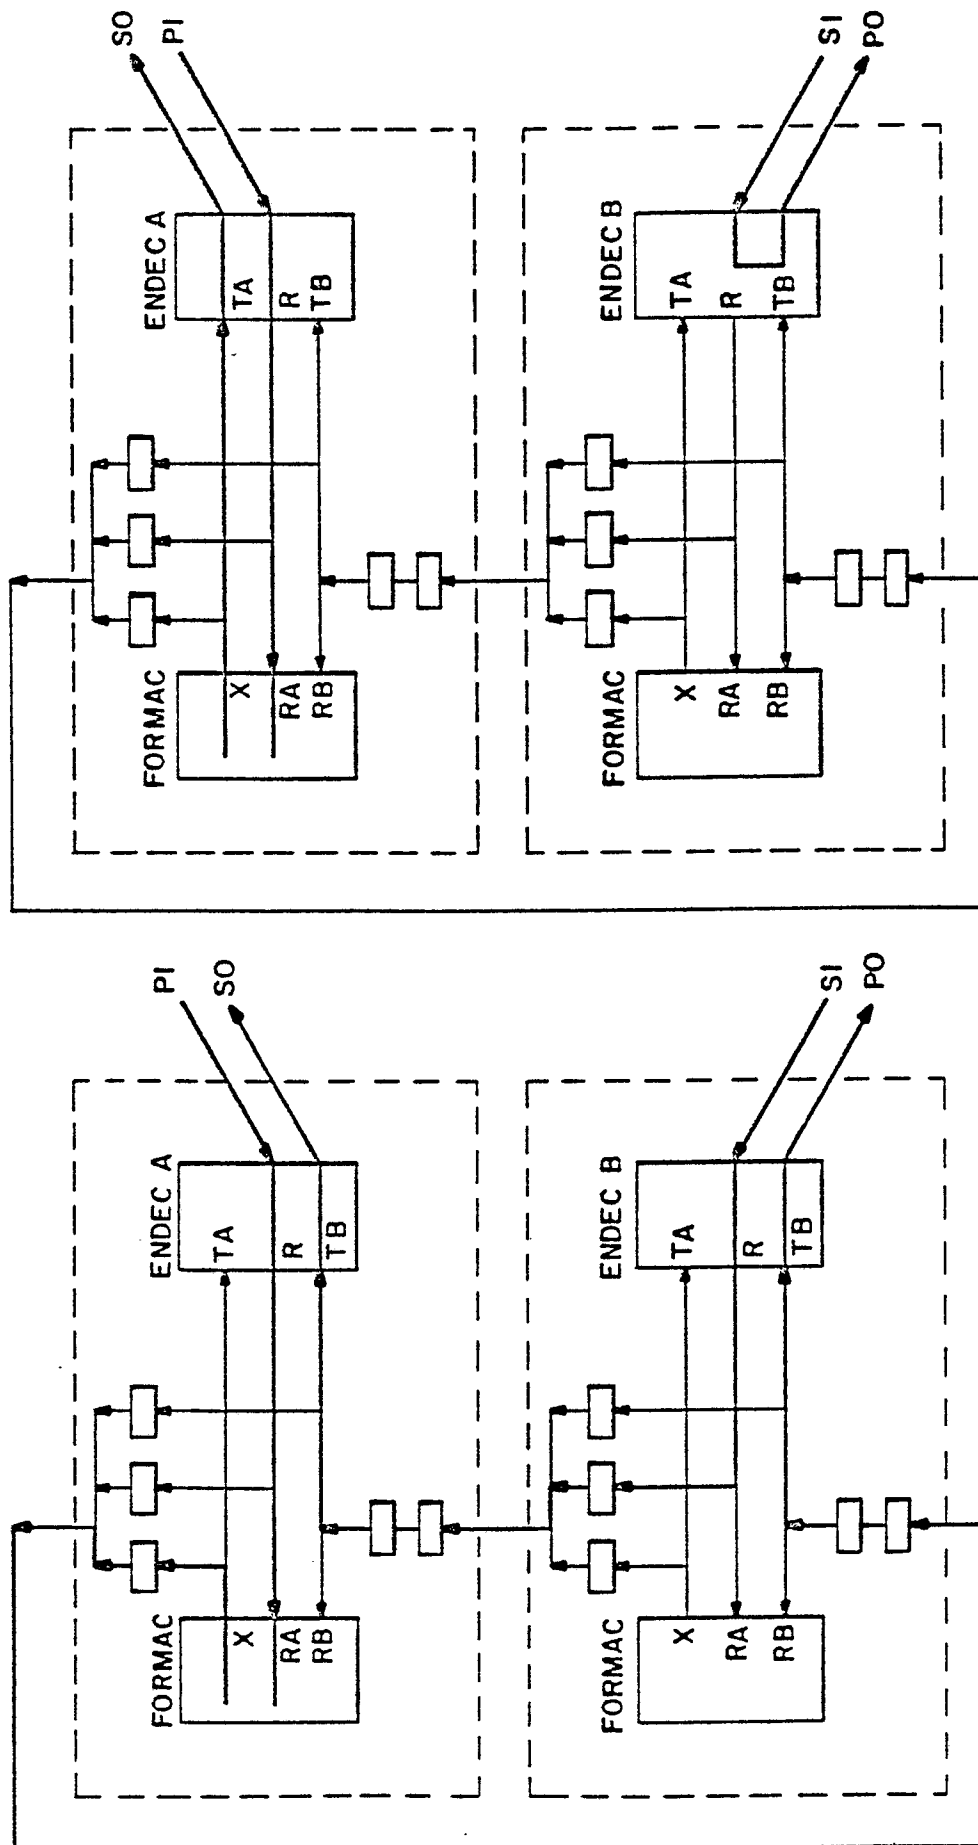 FORMAC
X
RA
RB
ENDEC A
TA
R
TB
PI
SO
FORMAC
X
RA
RB
ENDEC B
TA
R
TB
SI
PO
FORMAC
X
RA
RB
ENDEC A
TA
R
TB
SO
PI
FORMAC
X
RA
RB
ENDEC B
TA
R
TB
SI
PO